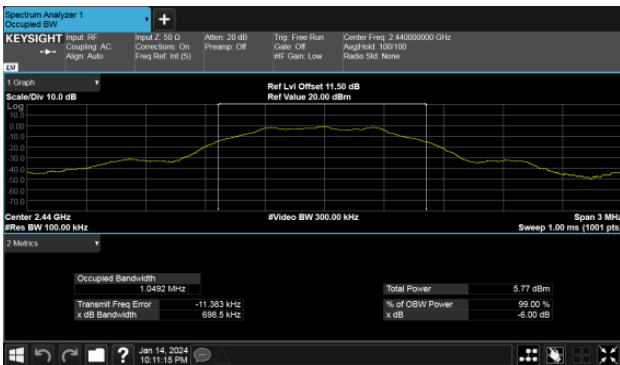 Spectrum Analyzer 1
Occupied BW
KEYSIGHT Input: RF Input Z: 50 Ω Atten: 20 dB Trig: Free Run Center Freq: 2.440000000 GHz
Coupling: AC Corrections: On Preamp: Off Gate: Off Avg|Hold: 100/100
Align: Auto Freq Ref: Int (S) #IF Gain: Low Radio Std: None
LXI
1 Graph
Ref Lvl Offset 11.50 dB
Scale/Div 10.0 dB Ref Value 20.00 dBm
Log
10.0
0.00
-10.0
-20.0
-30.0
-40.0
-50.0
-60.0
-70.0
Center 2.44 GHz #Video BW 300.00 kHz Span 3 MHz
#Res BW 100.00 kHz Sweep 1.00 ms (1001 pts)
2 Metrics
Occupied Bandwidth
1.0492 MHz Total Power 5.77 dBm
Transmit Freq Error -11.383 kHz % of OBW Power 99.00 %
x dB Bandwidth 698.5 kHz x dB -6.00 dB
? Jan 14, 2024
10:11:15 PM